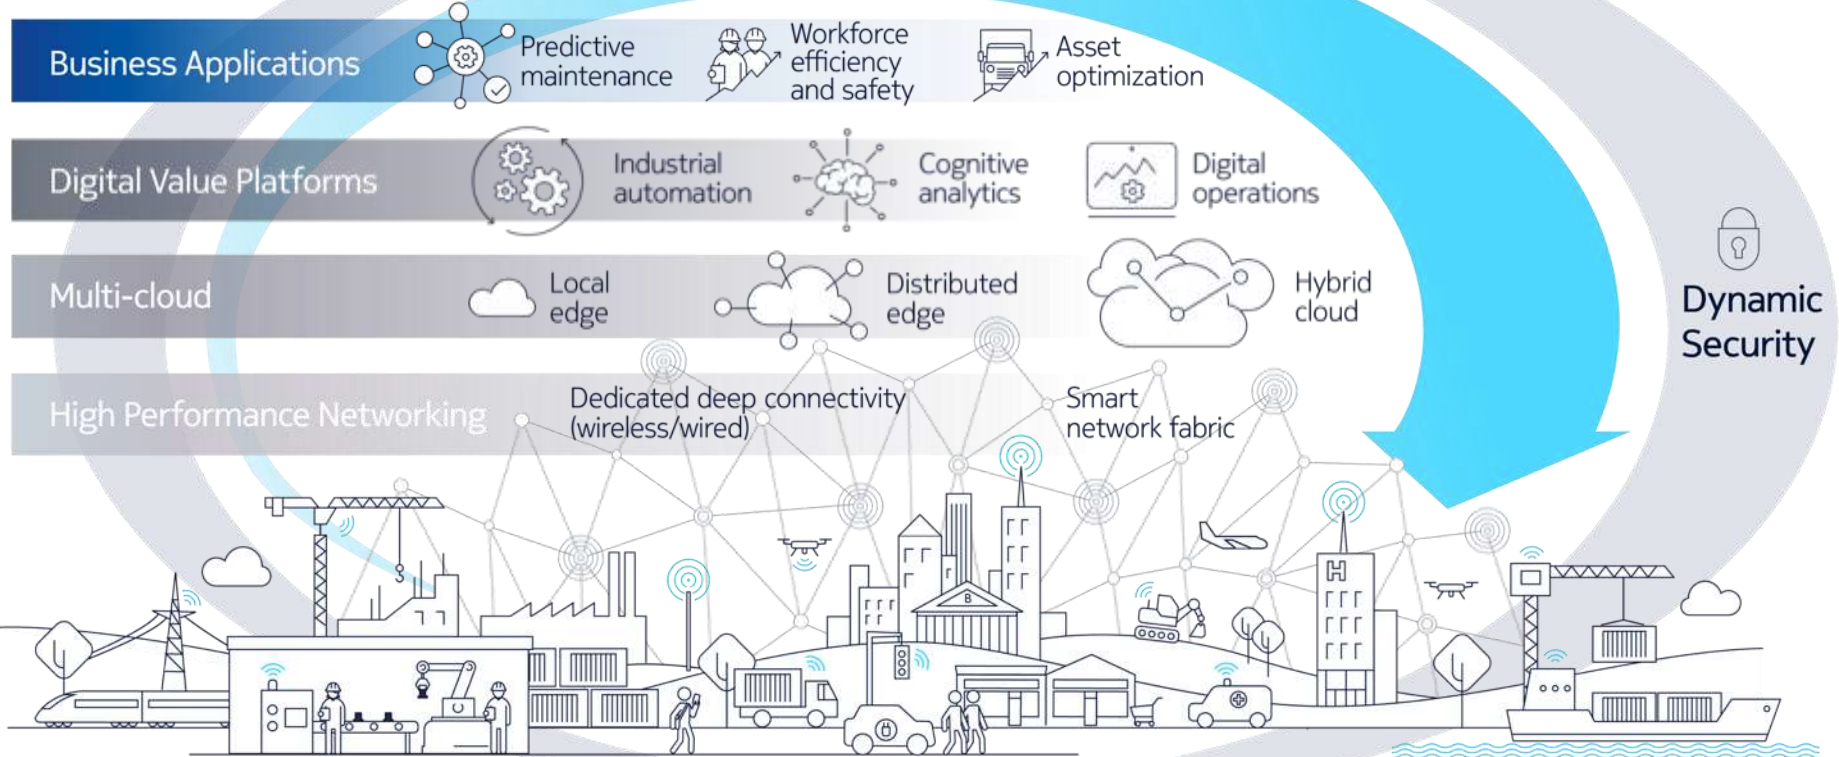 Business Applications
Predictive
maintenance
Workforce
efficiency
and safety
Asset
optimization
Digital Value Platforms
Industrial
automation
Cognitive
analytics
Digital
operations
Multi-cloud
Local
edge
Distributed
edge
Hybrid
cloud
Dynamic
Security
High Performance Networking
Dedicated deep connectivity
(wireless/wired)
Smart
network fabric
H
B